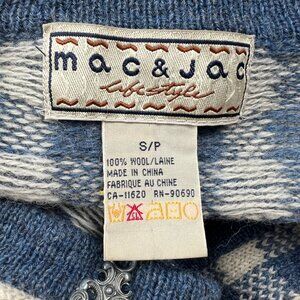 mac & jac
lifestyle
S/P
100% WOOL/LAINE
MADE IN CHINA
FABRIQUE AU CHINE
CA-11620 RN-90690